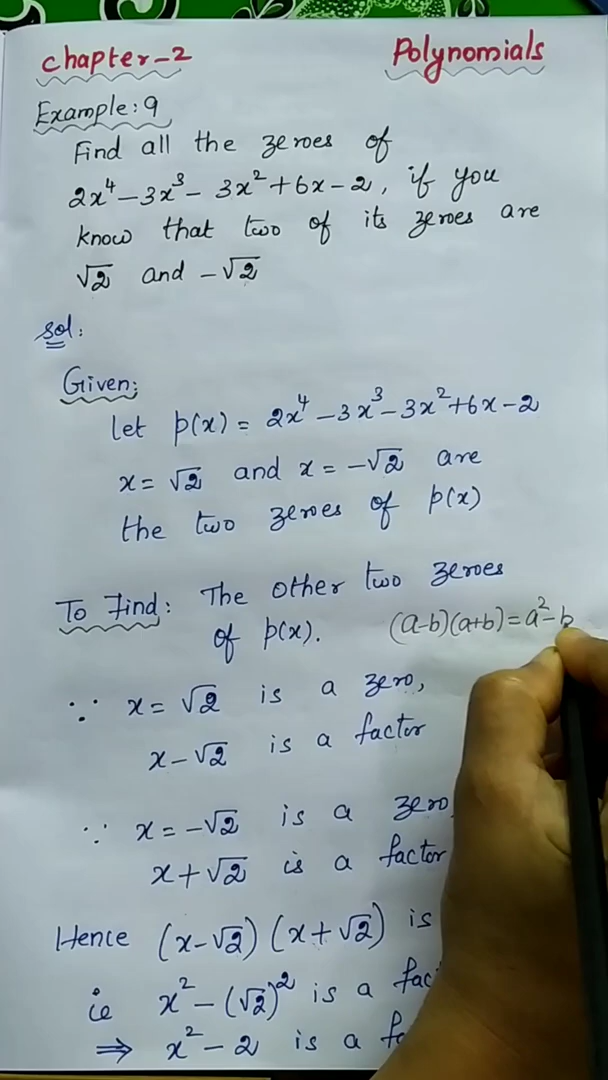 Chapter-2 Polynomials
Example: 9
Find all the zeroes of
2x⁴-3x³-3x²+6x-2, if you
know that two of its zeroes are
√2 and -√2
Sol:
Given:
Let p(x) = 2x⁴-3x³-3x²+6x-2
x = √2 and x = -√2 are
the two zeroes of p(x)
To Find: The other two zeroes
of p(x). (a-b)(a+b) = a²-b
∵ x = √2 is a zero,
x-√2 is a factor
∵ x = -√2 is a zero
x+√2 is a factor
Hence (x-√2)(x+√2) is
ie x²-(√2)² is a fac
⇒ x²-2 is a